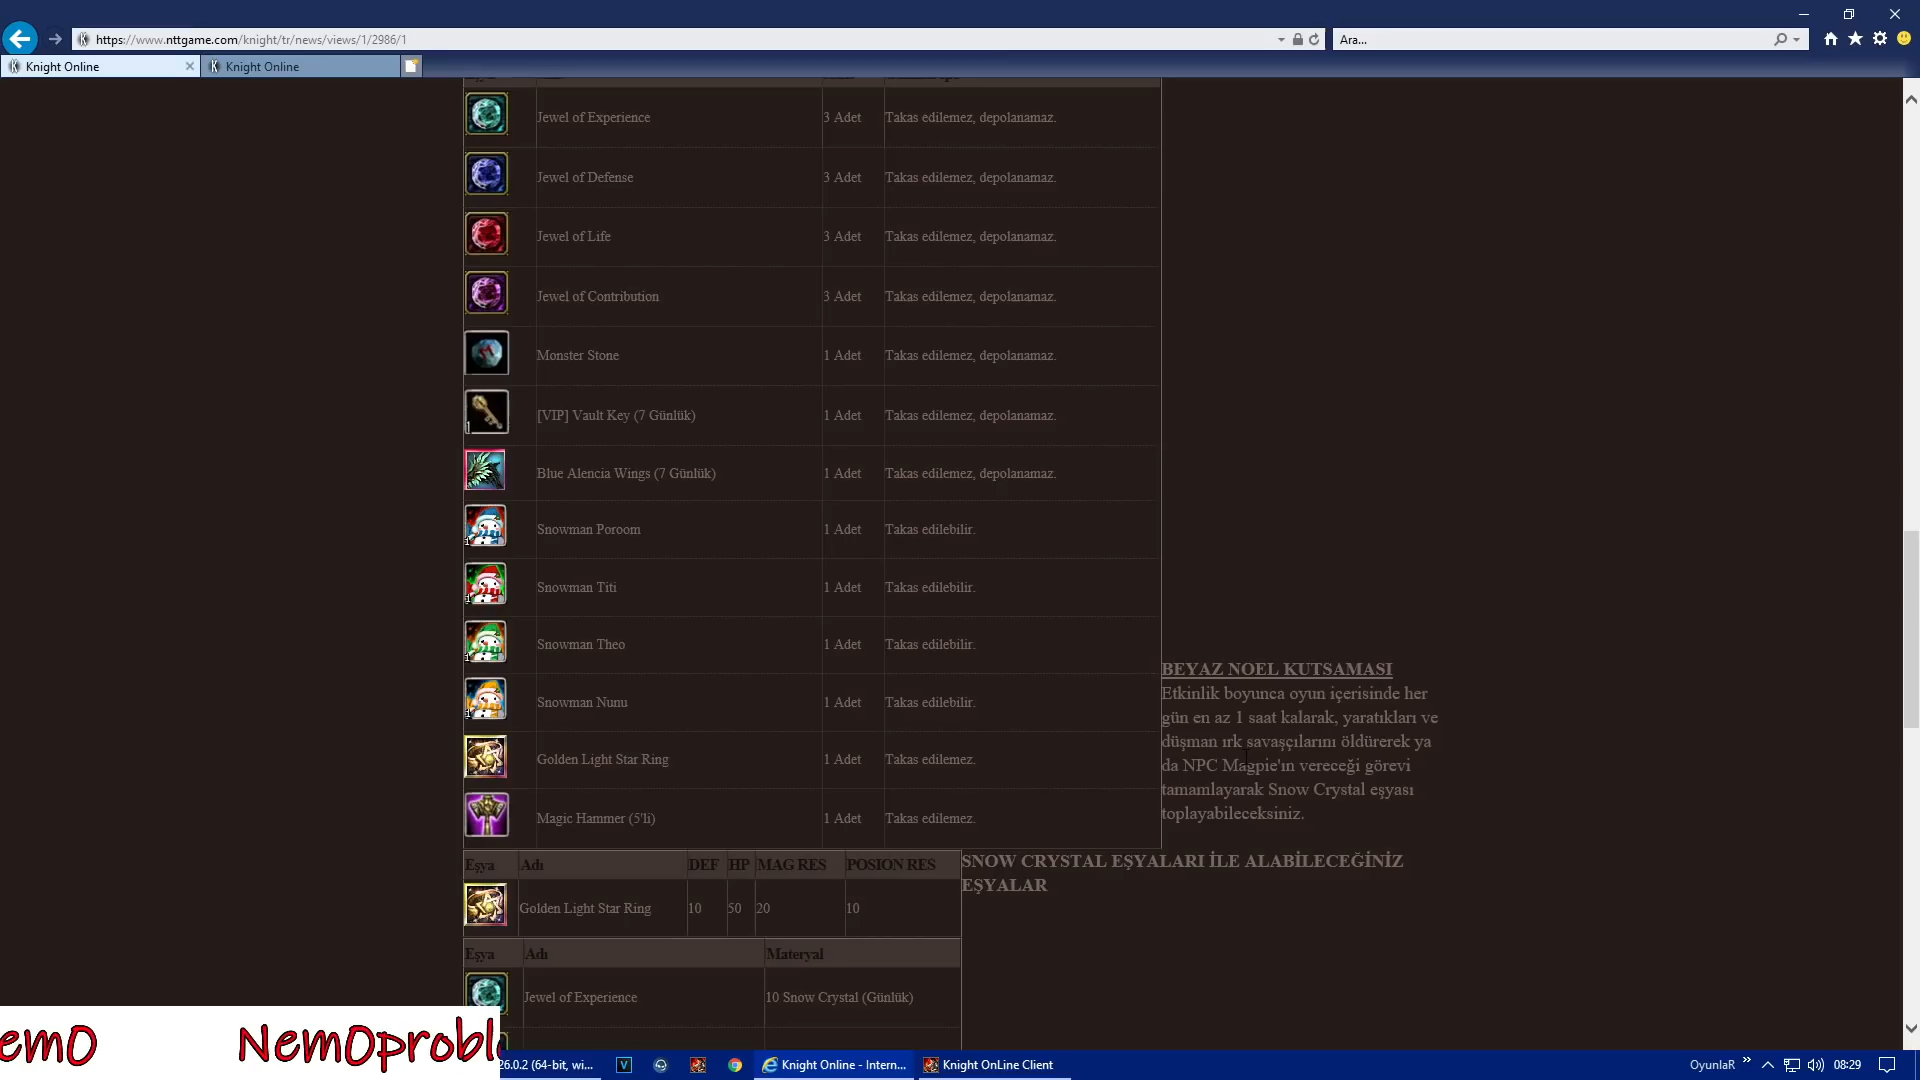 https://www.nttgame.com/knight/tr/news/views/1/2986/1
Ara...
Knight Online
Knight Online
Jewel of Experience 3 Adet Takas edilemez, depolanamaz.
Jewel of Defense 3 Adet Takas edilemez, depolanamaz.
Jewel of Life 3 Adet Takas edilemez, depolanamaz.
Jewel of Contribution 3 Adet Takas edilemez, depolanamaz.
Monster Stone 1 Adet Takas edilemez, depolanamaz.
[VIP] Vault Key (7 Günlük) 1 Adet Takas edilemez, depolanamaz.
Blue Alencia Wings (7 Günlük) 1 Adet Takas edilemez, depolanamaz.
Snowman Poroom 1 Adet Takas edilebilir.
Snowman Titi 1 Adet Takas edilebilir.
Snowman Theo 1 Adet Takas edilebilir.
Snowman Nunu 1 Adet Takas edilebilir.
Golden Light Star Ring 1 Adet Takas edilemez.
Magic Hammer (5'li) 1 Adet Takas edilemez.
BEYAZ NOEL KUTSAMASI
Etkinlik boyunca oyun içerisinde her
gün en az 1 saat kalarak, yaratıkları ve
düşman ırk savaşçılarını öldürerek ya
da NPC Magpie'ın vereceği görevi
tamamlayarak Snow Crystal eşyası
toplayabileceksiniz.
Eşya Adı DEF HP MAG RES POSION RES
Golden Light Star Ring 10 50 20 10
SNOW CRYSTAL EŞYALARI İLE ALABİLECEĞİNİZ
EŞYALAR
Eşya Adı Materyal
Jewel of Experience 10 Snow Crystal (Günlük)
emO NemOproble
26.0.2 (64-bit, wi...
Knight Online - Intern...
Knight OnLine Client
OyunlaR
08:29